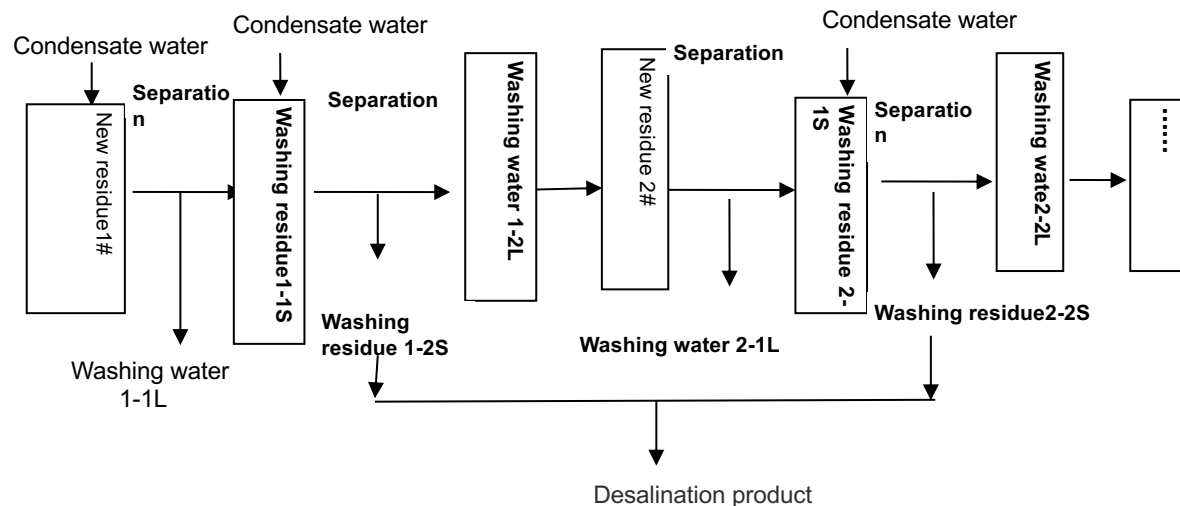 Condensate water
Condensate water
Condensate water
Separatio
n
Separation
Separation
Separatio
n
New residue1#
Washing residue1-1S
Washing water 1-2L
New residue 2#
Washing residue 2-
1S
Washing wate2-2L
......
Washing water
1-1L
Washing
residue 1-2S
Washing water 2-1L
Washing residue2-2S
Desalination product